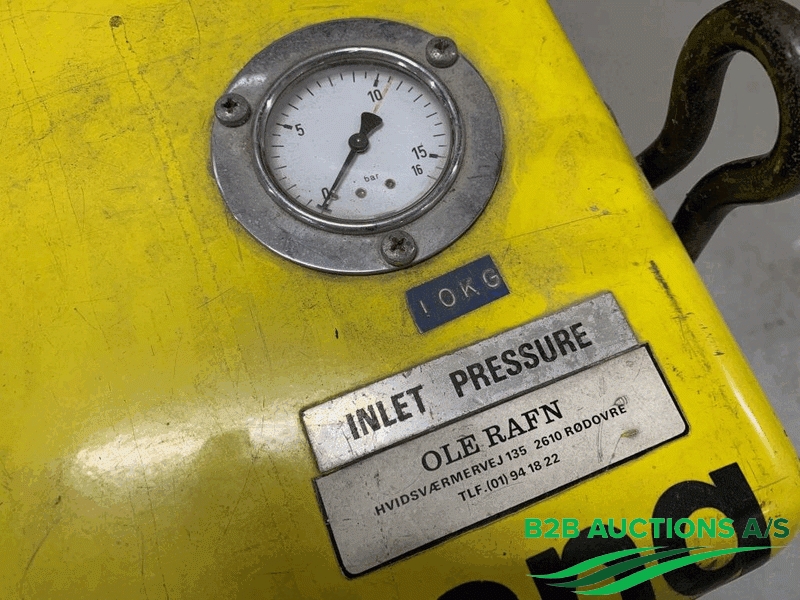 10
5
15
16
0
bar
10KG
INLET PRESSURE
OLE RAFN
HVIDSVÆRMERVEJ 135 2610 RØDOVRE
TLF.(01) 94 18 22
B2B AUCTIONS A/S